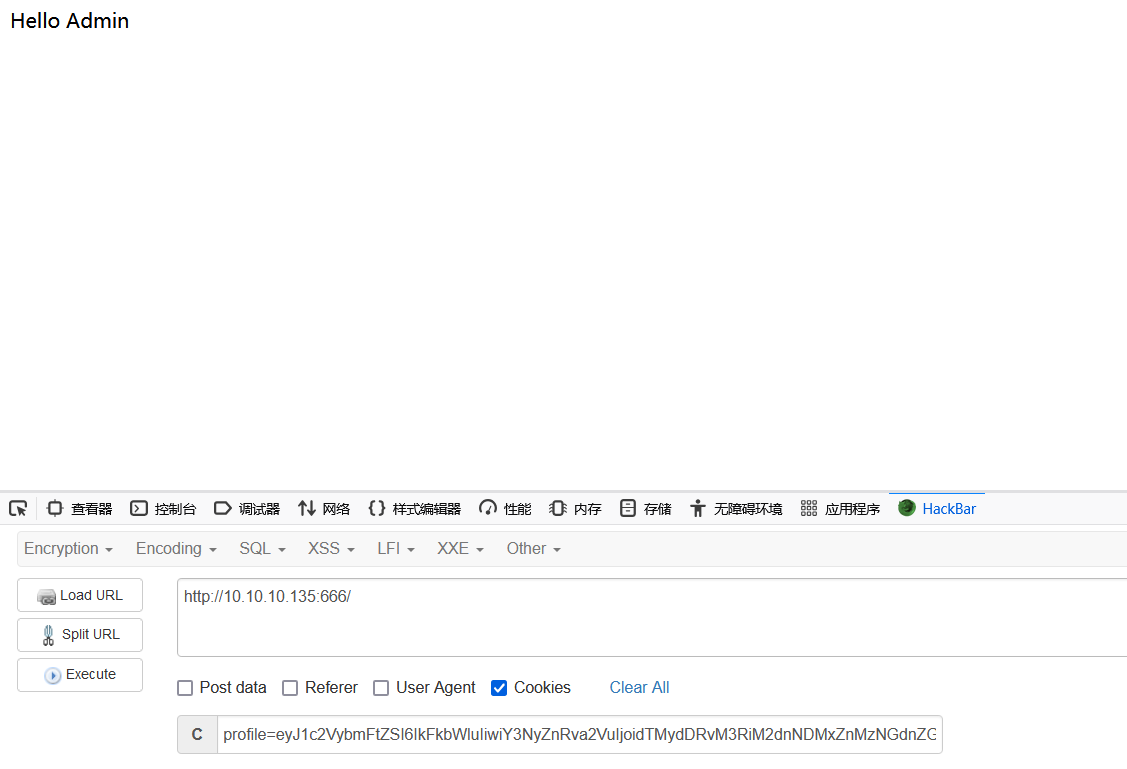 Hello Admin
查看器 控制台 调试器 网络 样式编辑器 性能 内存 存储 无障碍环境 应用程序 HackBar
Encryption Encoding SQL XSS LFI XXE Other
Load URL
http://10.10.10.135:666/
Split URL
Execute
Post data Referer User Agent Cookies Clear All
C profile=eyJ1c2VybmFtZSI6IkFkbWluIiwiY3NyZnRva2VuIjoidTMydDRvM3RiM2dnNDMxZnMzNGdnZG